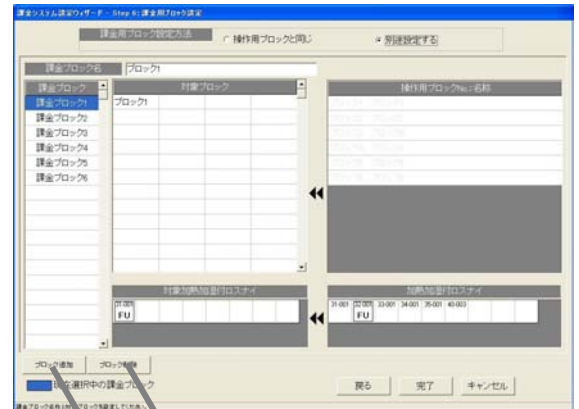 課金システム設定ウィザード - Step 6: 課金用ブロック設定
課金用ブロック設定方法
操作用ブロックと同じ
別途設定する
課金ブロック名
ブロック1
課金ブロック
対象ブロック
操作用ブロックNo.:名称
課金ブロック1
ブロック1
課金ブロック2
課金ブロック3
課金ブロック4
課金ブロック5
課金ブロック6
対象加熱加湿付ロスナイ
加熱加湿付ロスナイ
31-001
FU
31-001 32-001 33-001 34-001 35-001 40-003
FU
ブロック追加
ブロック削除
現在選択中の課金ブロック
戻る
完了
キャンセル